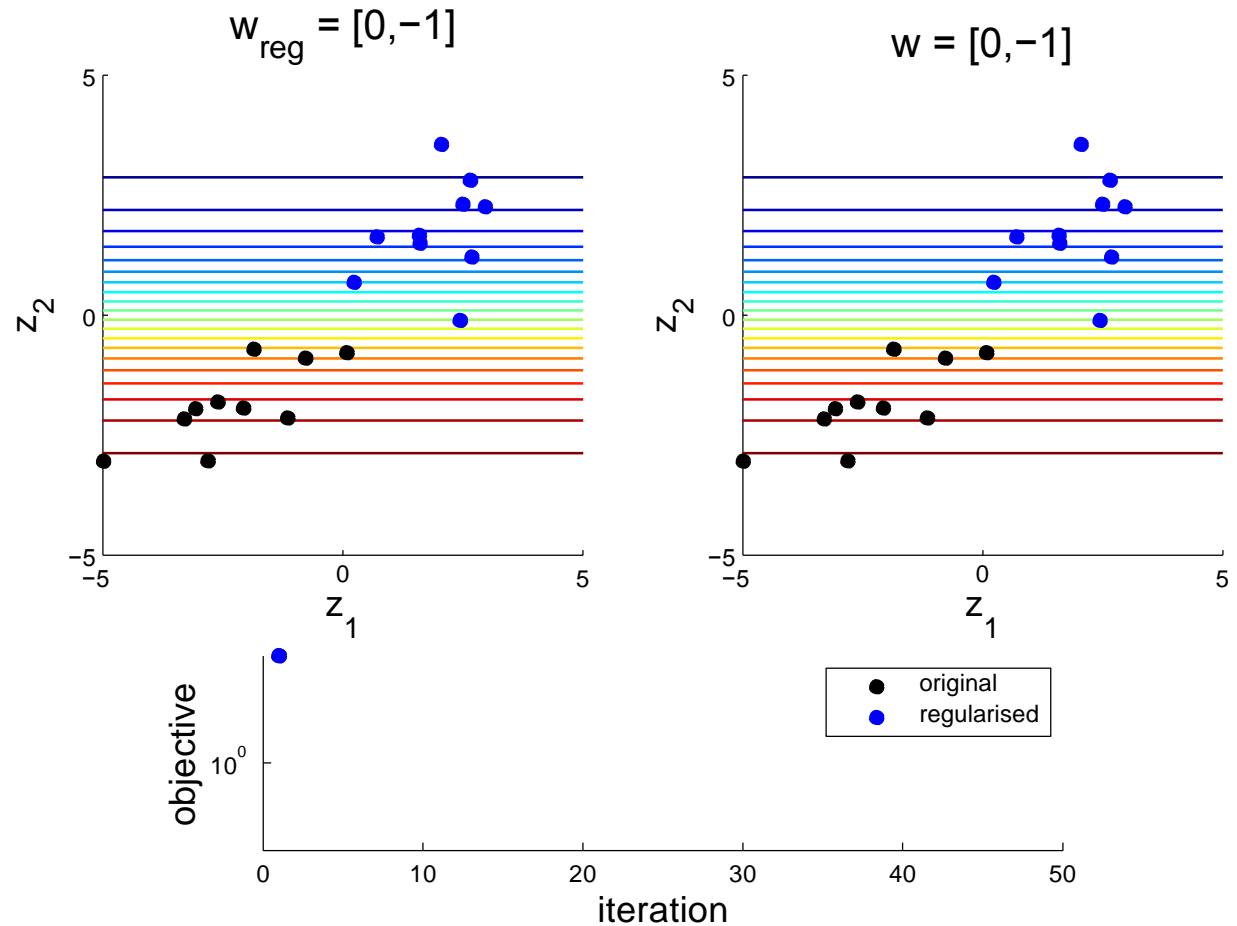 w_reg = [0,−1]
w = [0,−1]
5
z_2
0
−5
−5
0
5
z_1
5
z_2
0
−5
−5
0
5
z_1
objective
10^0
0
10
20
30
40
50
iteration
original
regularised